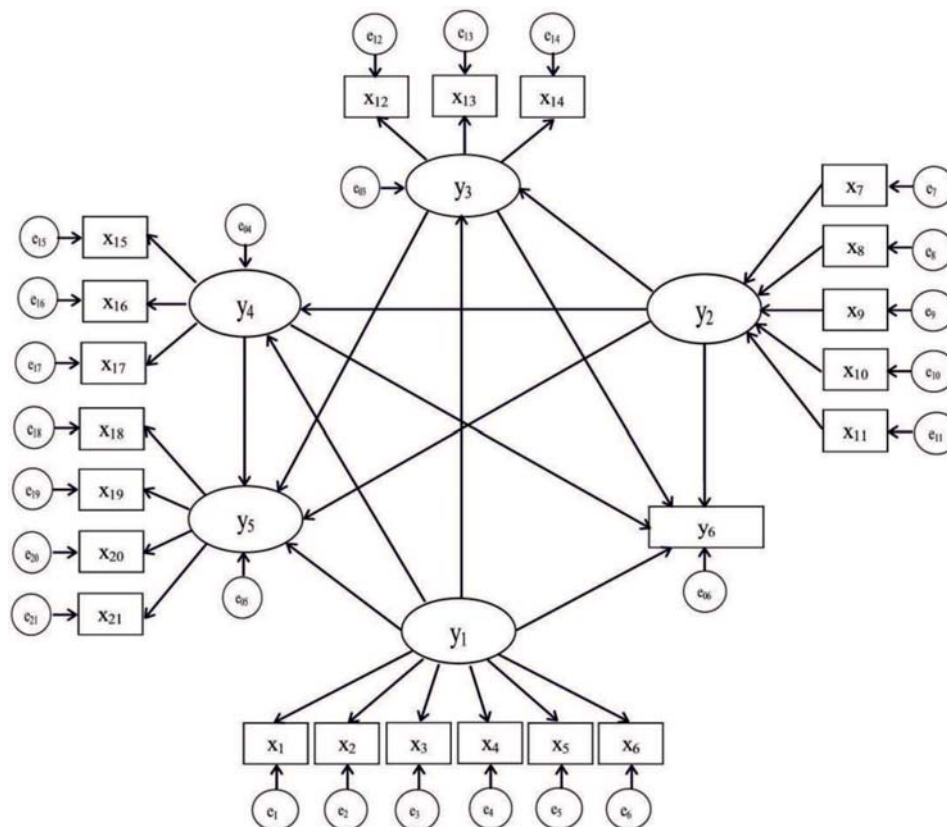 e₁₂ e₁₃ e₁₄
x₁₂ x₁₃ x₁₄
e₀₃ y₃
x₇ e₇
e₁₅ x₁₅ e₀₄
x₈ e₈
e₁₆ x₁₆ y₄ y₂ x₉ e₉
e₁₇ x₁₇
x₁₀ e₁₀
e₁₈ x₁₈
x₁₁ e₁₁
e₁₉ x₁₉
y₅ y₆
e₂₀ x₂₀
e₀₅ e₀₆
e₂₁ x₂₁
y₁
x₁ x₂ x₃ x₄ x₅ x₆
e₁ e₂ e₃ e₄ e₅ e₆